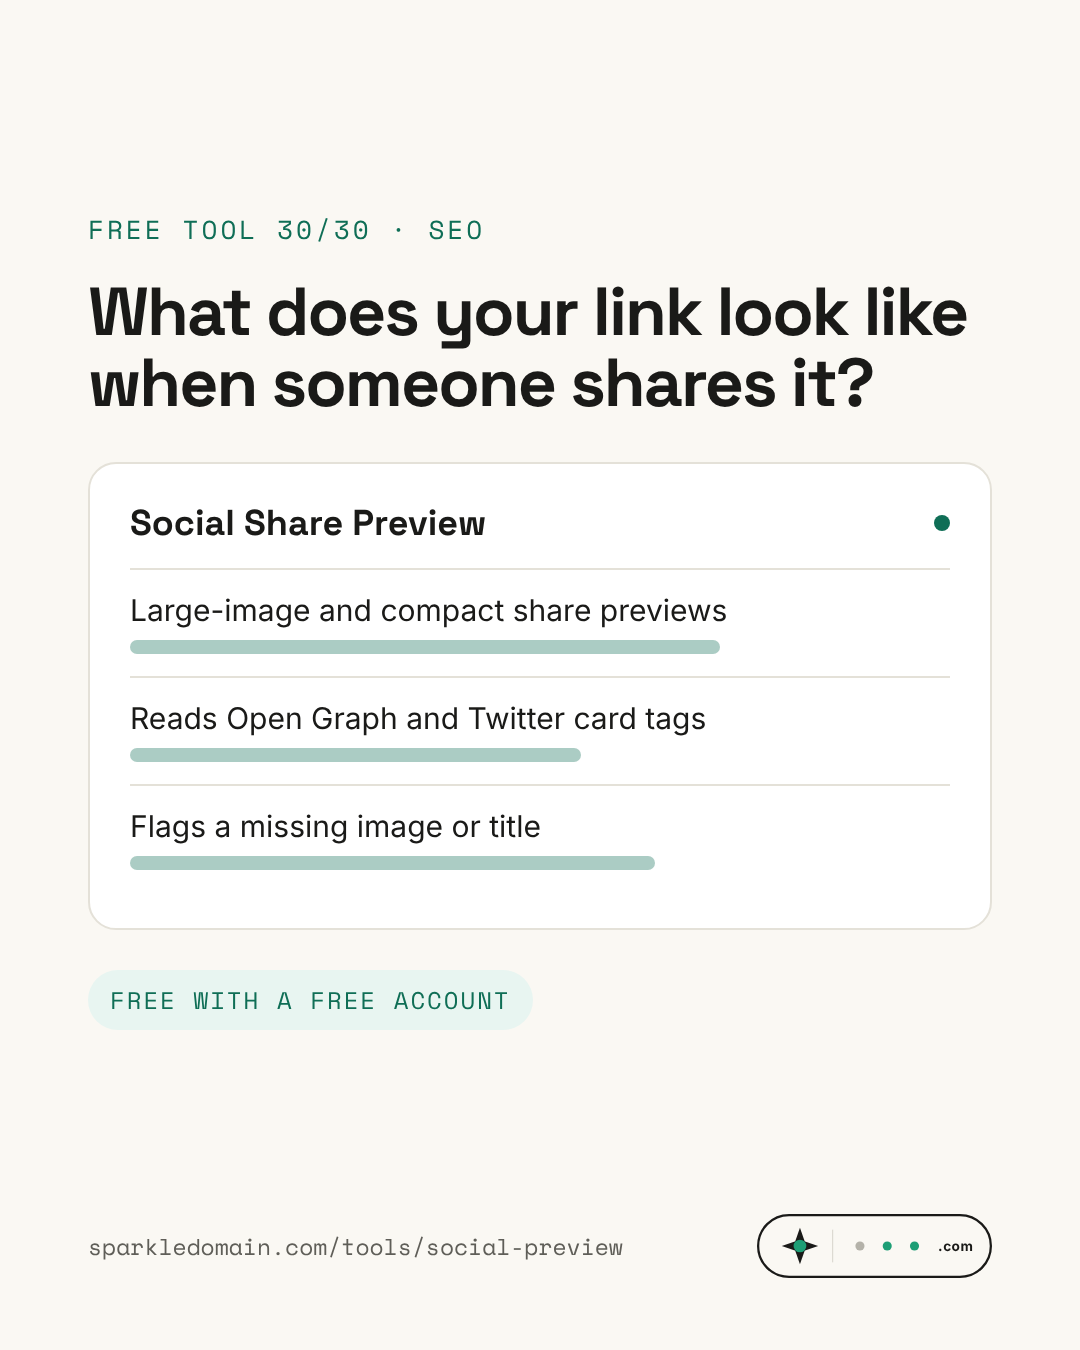 FREE TOOL 30/30 · SEO
What does your link look like
when someone shares it?
Social Share Preview
Large-image and compact share previews
Reads Open Graph and Twitter card tags
Flags a missing image or title
FREE WITH A FREE ACCOUNT
sparkledomain.com/tools/social-preview
.com